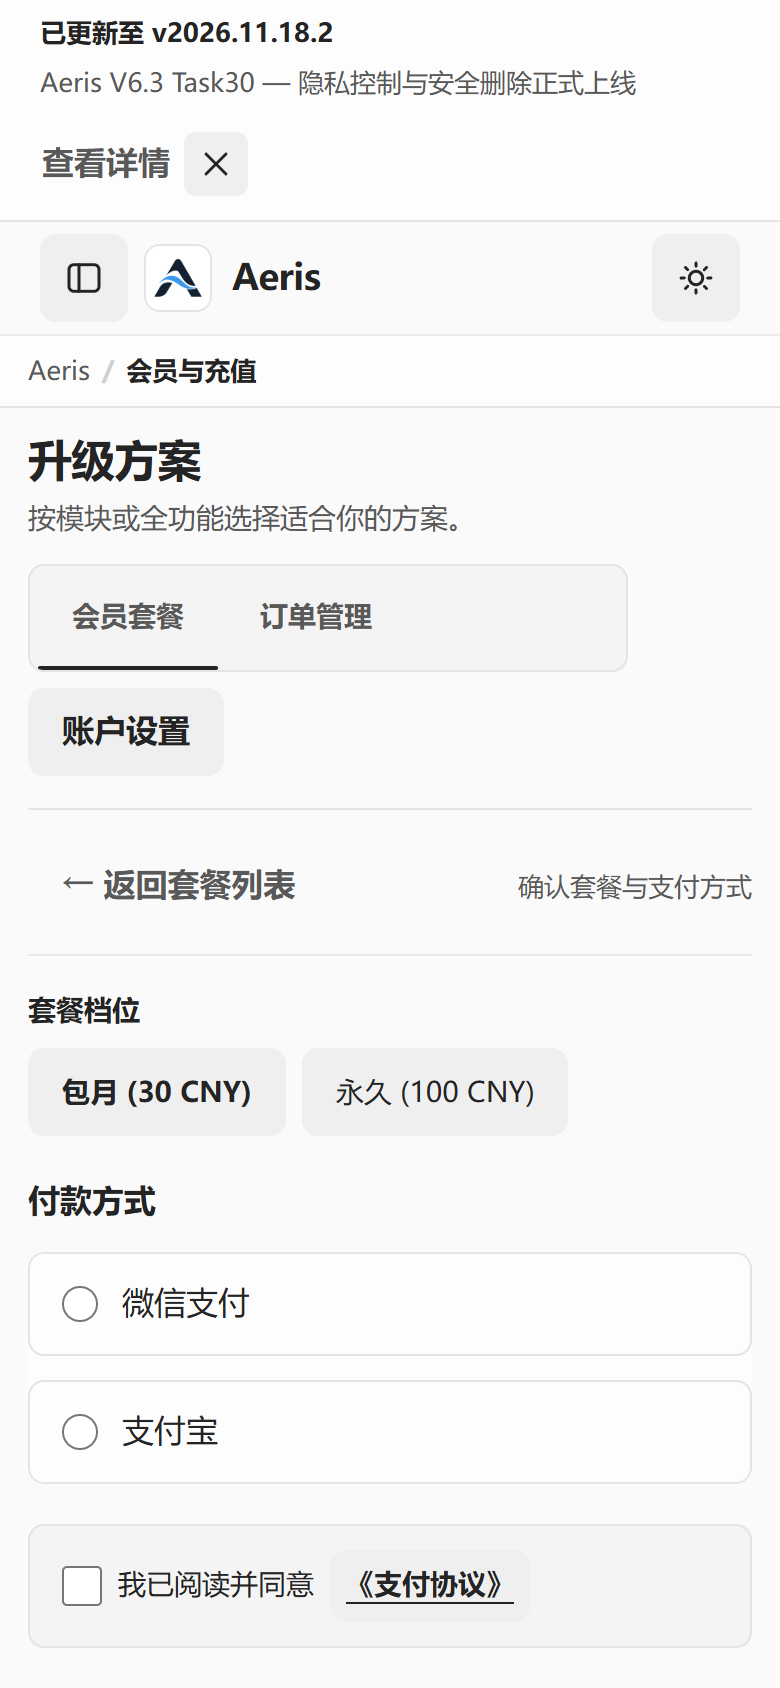 已更新至 v2026.11.18.2
Aeris V6.3 Task30 — 隐私控制与安全删除正式上线
查看详情
Aeris
Aeris / 会员与充值
升级方案
按模块或全功能选择适合你的方案。
会员套餐 订单管理
账户设置
← 返回套餐列表 确认套餐与支付方式
套餐档位
包月 (30 CNY) 永久 (100 CNY)
付款方式
微信支付
支付宝
我已阅读并同意 《支付协议》